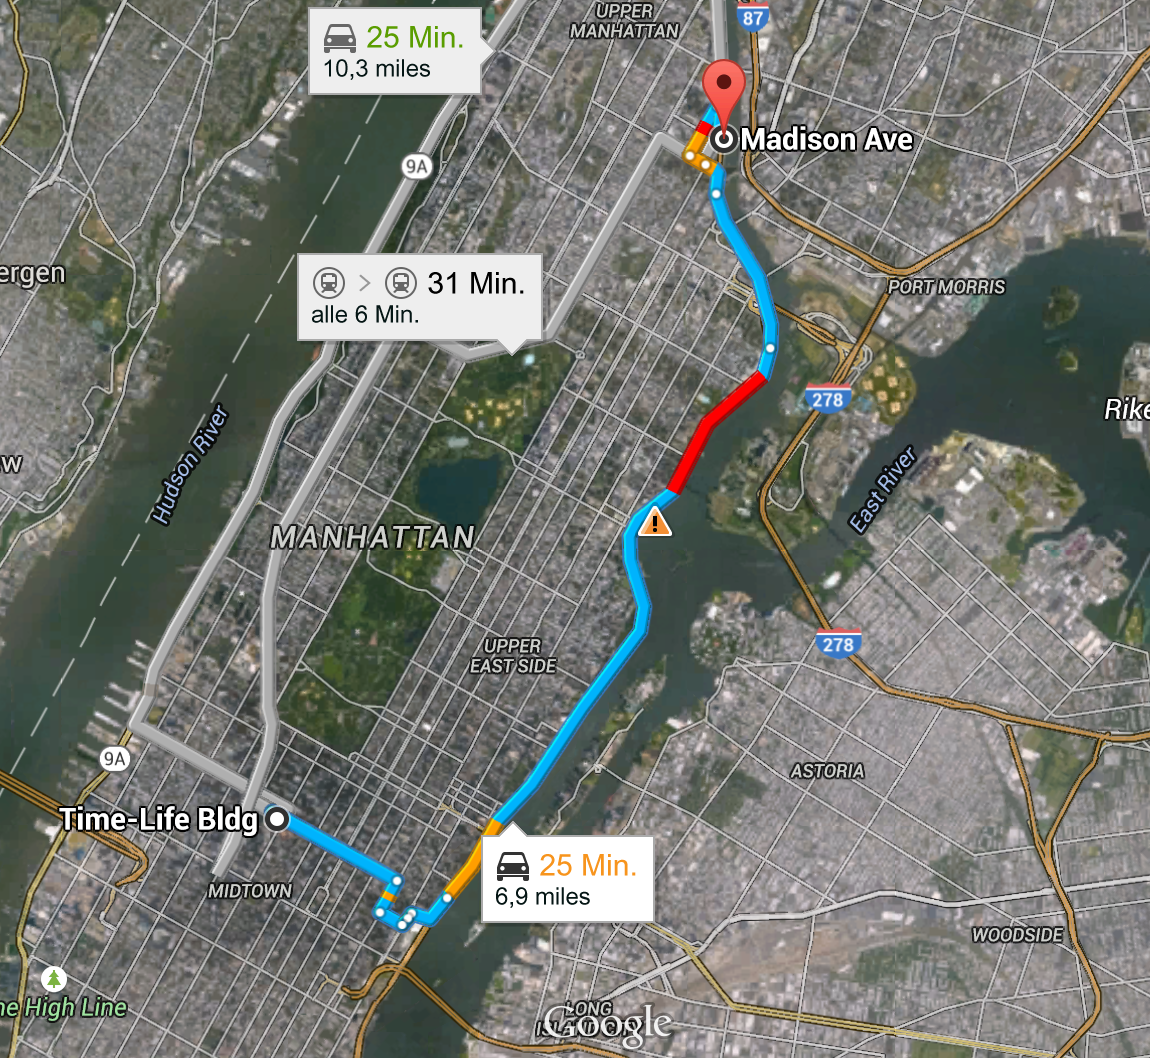 UPPER
MANHATTAN
87
25 Min.
10,3 miles
Madison Ave
9A
ergen
31 Min.
alle 6 Min.
PORT MORRIS
278
Rike
Hudson River
East River
w
MANHATTAN
278
UPPER
EAST SIDE
9A
ASTORIA
Time-Life Bldg
MIDTOWN
25 Min.
6,9 miles
WOODSIDE
he High Line
LONG
Google